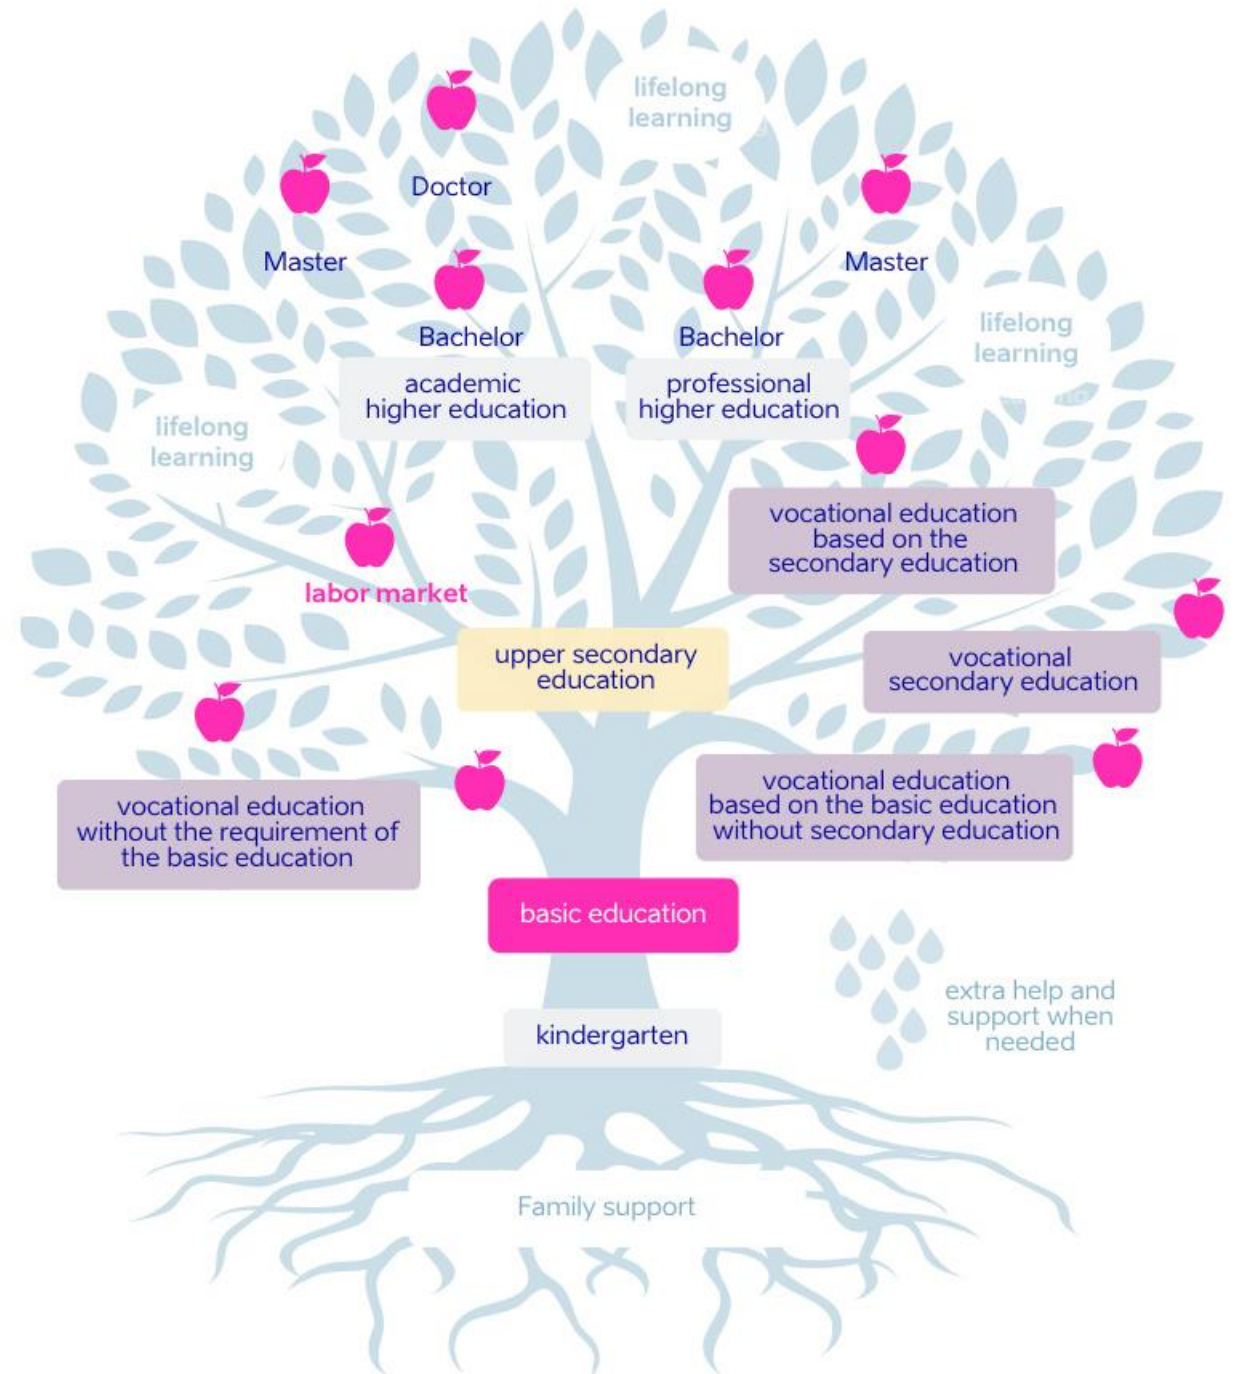 lifelong
learning
Doctor
Master
Master
Bachelor
Bachelor
lifelong
learning
academic
higher education
professional
higher education
lifelong
learning
vocational education
based on the
secondary education
labor market
upper secondary
education
vocational
secondary education
vocational education
based on the basic education
without secondary education
vocational education
without the requirement of
the basic education
basic education
extra help and
support when
needed
kindergarten
Family support